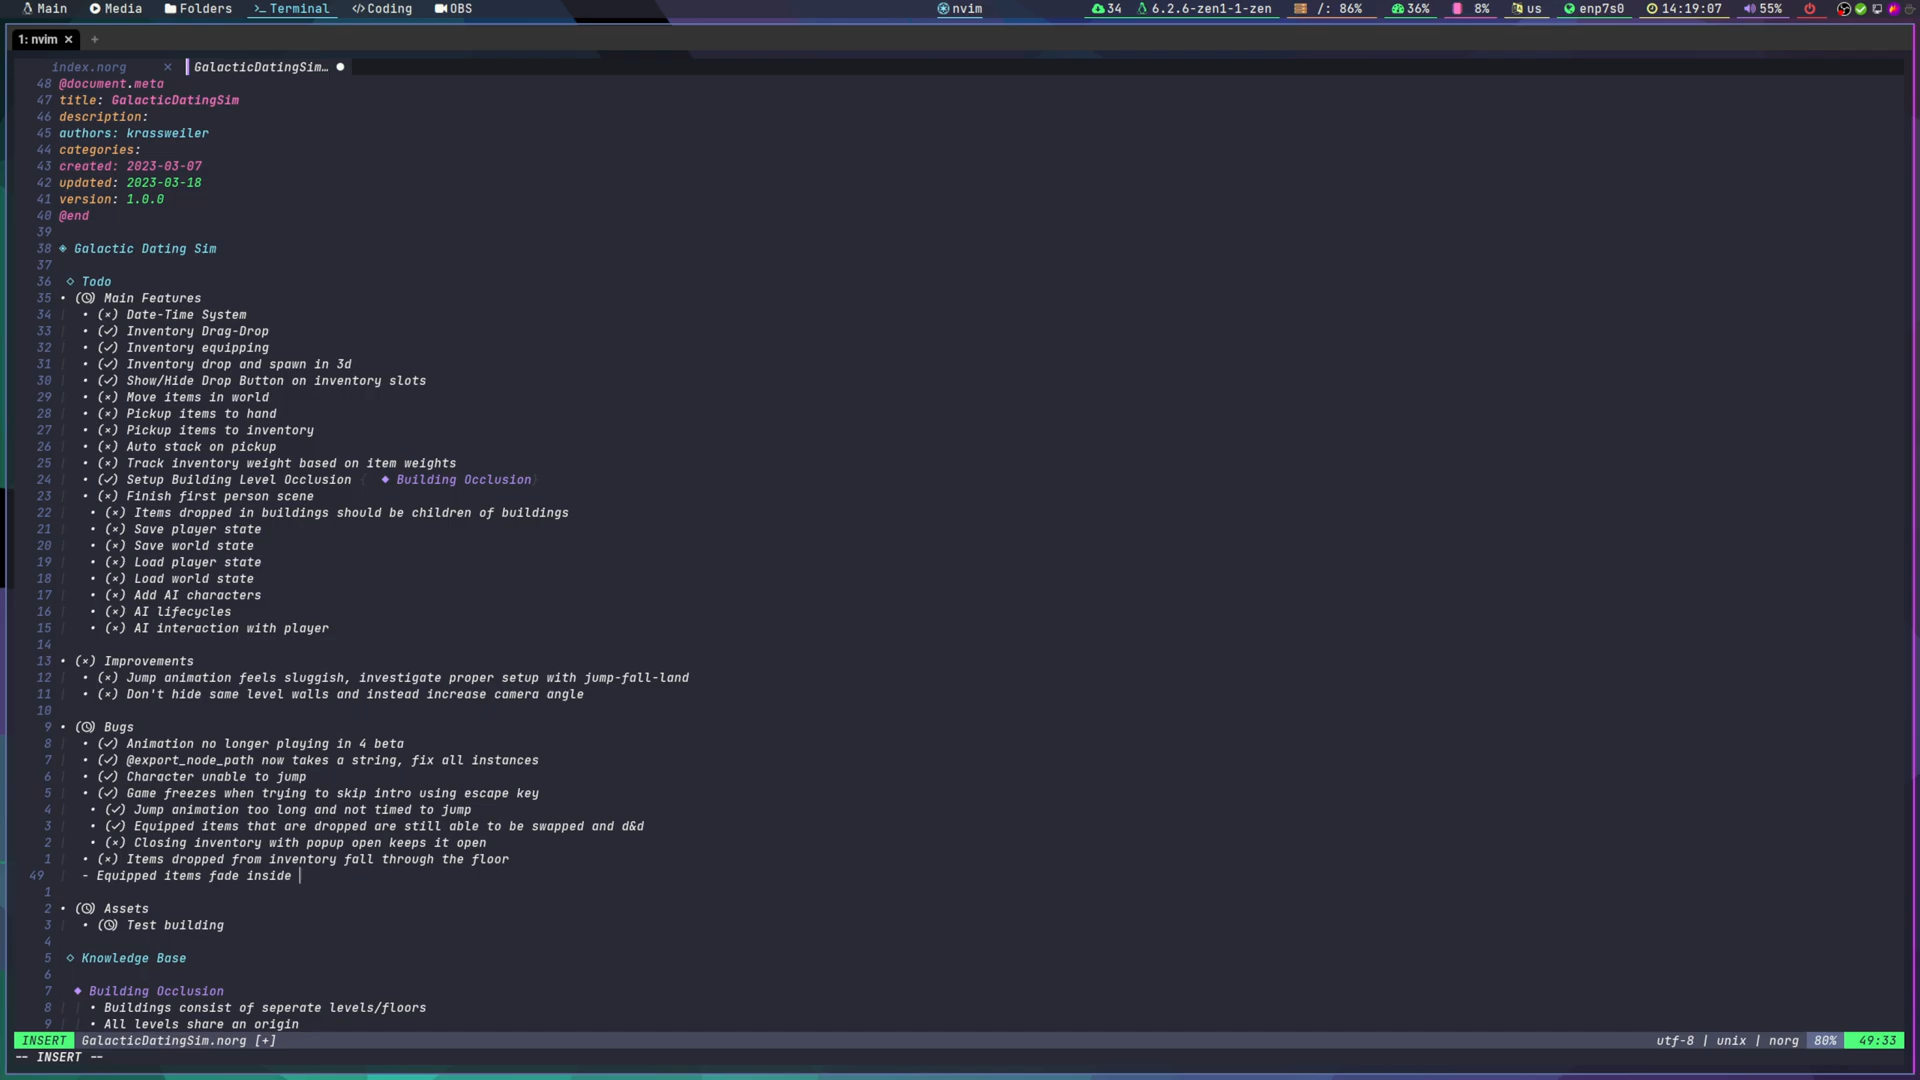 Main Media Folders >_Terminal </>Coding OBS nvim 34 6.2.6-zen1-1-zen /: 86% 36% 8% us enp7s0 14:19:07 55%
1: nvim × +
index.norg × GalacticDatingSim… ●
48 @document.meta
47 title: GalacticDatingSim
46 description:
45 authors: krassweiler
44 categories:
43 created: 2023-03-07
42 updated: 2023-03-18
41 version: 1.0.0
40 @end
39
38 ◈ Galactic Dating Sim
37
36 ◇ Todo
35 • (◷) Main Features
34 • (×) Date-Time System
33 • (✓) Inventory Drag-Drop
32 • (✓) Inventory equipping
31 • (✓) Inventory drop and spawn in 3d
30 • (✓) Show/Hide Drop Button on inventory slots
29 • (×) Move items in world
28 • (×) Pickup items to hand
27 • (×) Pickup items to inventory
26 • (×) Auto stack on pickup
25 • (×) Track inventory weight based on item weights
24 • (✓) Setup Building Level Occlusion { ◆ Building Occlusion}
23 • (×) Finish first person scene
22 • (×) Items dropped in buildings should be children of buildings
21 • (×) Save player state
20 • (×) Save world state
19 • (×) Load player state
18 • (×) Load world state
17 • (×) Add AI characters
16 • (×) AI lifecycles
15 • (×) AI interaction with player
14
13 • (×) Improvements
12 • (×) Jump animation feels sluggish, investigate proper setup with jump-fall-land
11 • (×) Don't hide same level walls and instead increase camera angle
10
9 • (◷) Bugs
8 • (✓) Animation no longer playing in 4 beta
7 • (✓) @export_node_path now takes a string, fix all instances
6 • (✓) Character unable to jump
5 • (✓) Game freezes when trying to skip intro using escape key
4 • (✓) Jump animation too long and not timed to jump
3 • (✓) Equipped items that are dropped are still able to be swapped and d&d
2 • (×) Closing inventory with popup open keeps it open
1 • (×) Items dropped from inventory fall through the floor
49 - Equipped items fade inside
1
2 • (◷) Assets
3 • (◷) Test building
4
5 ◇ Knowledge Base
6
7 ◆ Building Occlusion
8 • Buildings consist of seperate levels/floors
9 • All levels share an origin
INSERT GalacticDatingSim.norg [+] utf-8 | unix | norg 80% 49:33
-- INSERT --